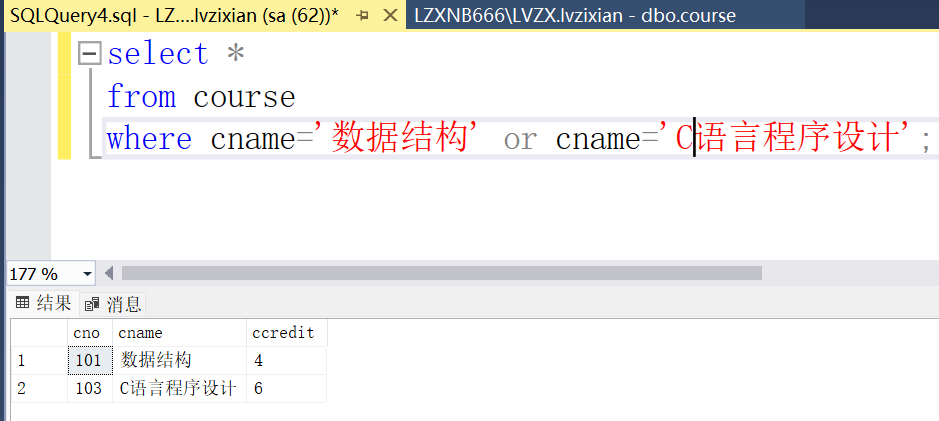 SQLQuery4.sql - LZ....lvzixian (sa (62))* LZXNB666\LVZX.lvzixian - dbo.course
select *
from course
where cname='数据结构' or cname='C语言程序设计';
177 %
结果 消息
cno cname ccredit
1 101 数据结构 4
2 103 C语言程序设计 6